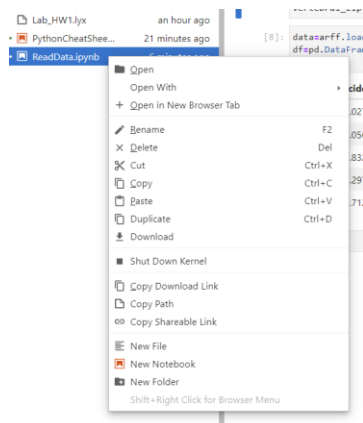 Lab_HW1.lyx an hour ago
PythonCheatShee... 21 minutes ago
ReadData.ipynb
[8]: data=arff.loa
df=pd.DataFran
Open
Open With
Open in New Browser Tab
Rename F2
Delete Del
Cut Ctrl+X
Copy Ctrl+C
Paste Ctrl+V
Duplicate Ctrl+D
Download
Shut Down Kernel
Copy Download Link
Copy Path
Copy Shareable Link
New File
New Notebook
New Folder
Shift+Right Click for Browser Menu